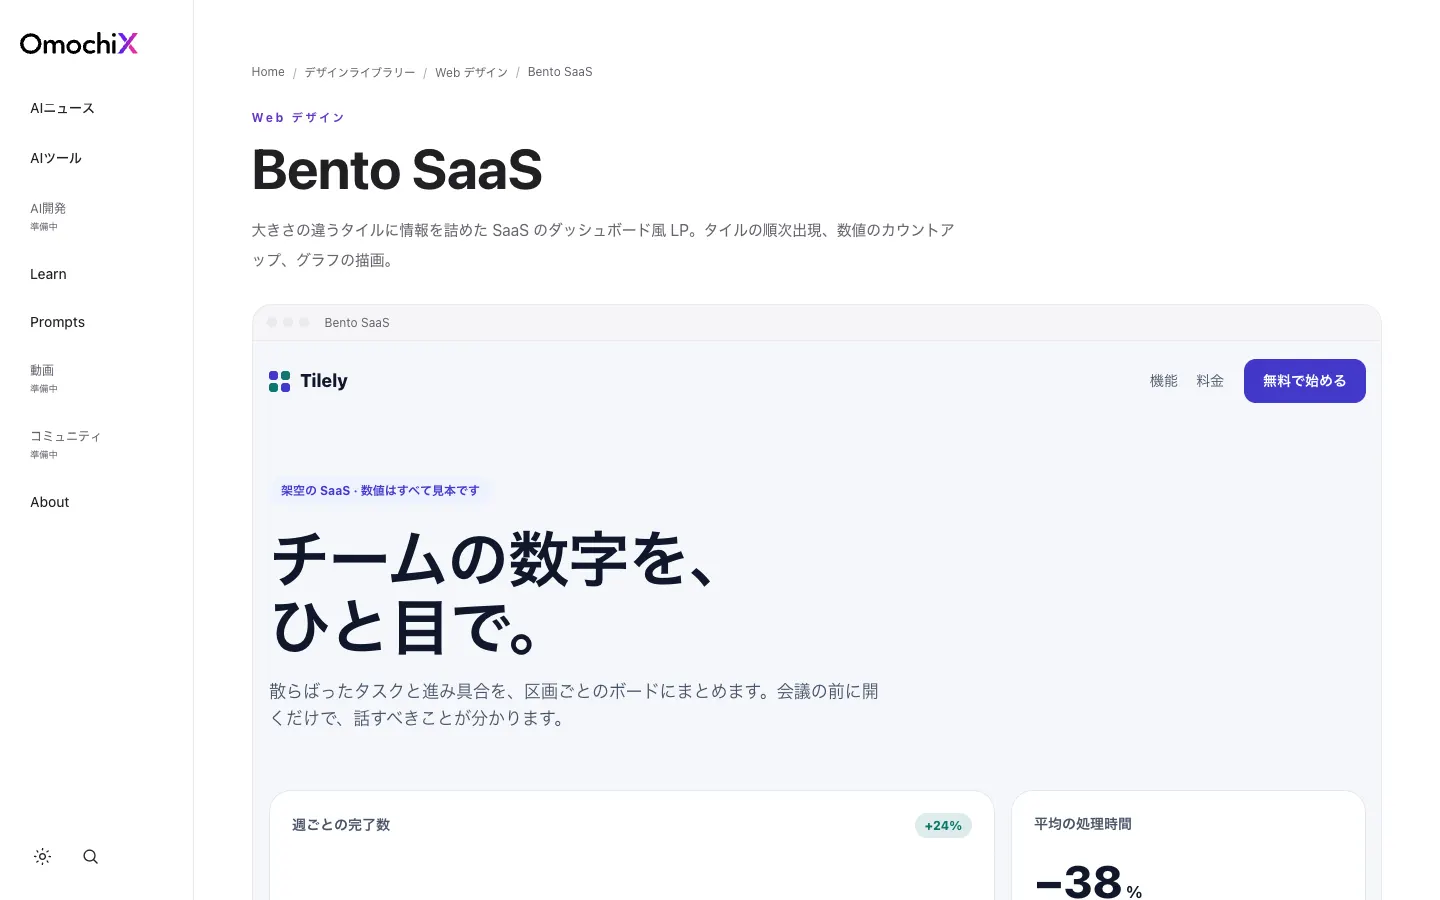 OmochiX
AIニュース
AIツール
AI開発
準備中
Learn
Prompts
動画
準備中
コミュニティ
準備中
About
Home / デザインライブラリー / Web デザイン / Bento SaaS
Web デザイン
Bento SaaS
大きさの違うタイルに情報を詰めた SaaS のダッシュボード風 LP。タイルの順次出現、数値のカウントア
ップ、グラフの描画。
Bento SaaS
Tilely
機能 料金 無料で始める
架空の SaaS · 数値はすべて見本です
チームの数字を、
ひと目で。
散らばったタスクと進み具合を、区画ごとのボードにまとめます。会議の前に開
くだけで、話すべきことが分かります。
週ごとの完了数
+24%
平均の処理時間
−38 %